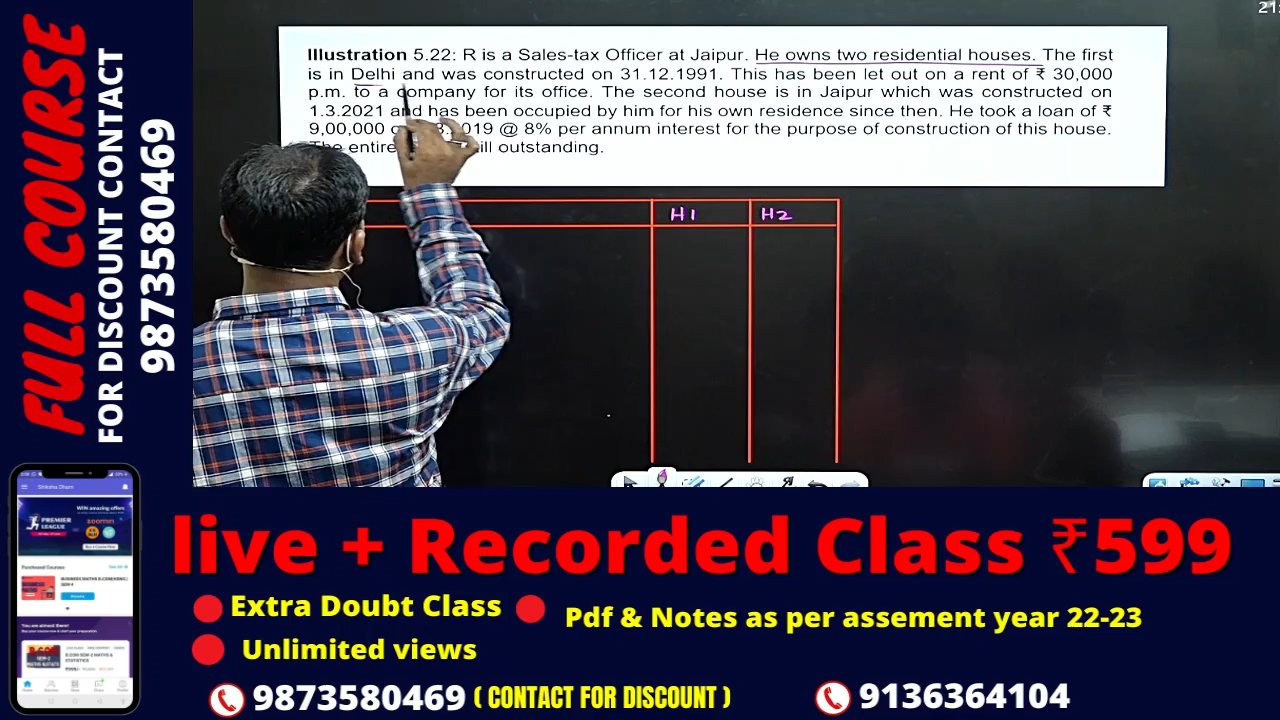 FULL COURSE
FOR DISCOUNT CONTACT
9873580469
21:
Illustration 5.22: R is a Sales-tax Officer at Jaipur. He owns two residential houses. The first
is in Delhi and was constructed on 31.12.1991. This has been let out on a rent of ₹ 30,000
p.m. to a company for its office. The second house is in Jaipur which was constructed on
1.3.2021 and has been occupied by him for his own residence since then. He took a loan of ₹
9,00,000 019 @ 8% per annum interest for the purpose of construction of this house.
The entire ill outstanding.
H1 H2
Shiksha Dham
PREMIER
LEAGUE
live + Recorded Class ₹599
Extra Doubt Class
Pdf & Notes as per assement year 22-23
Unlimited views
9873580469 ( CONTACT FOR DISCOUNT )
9136364104